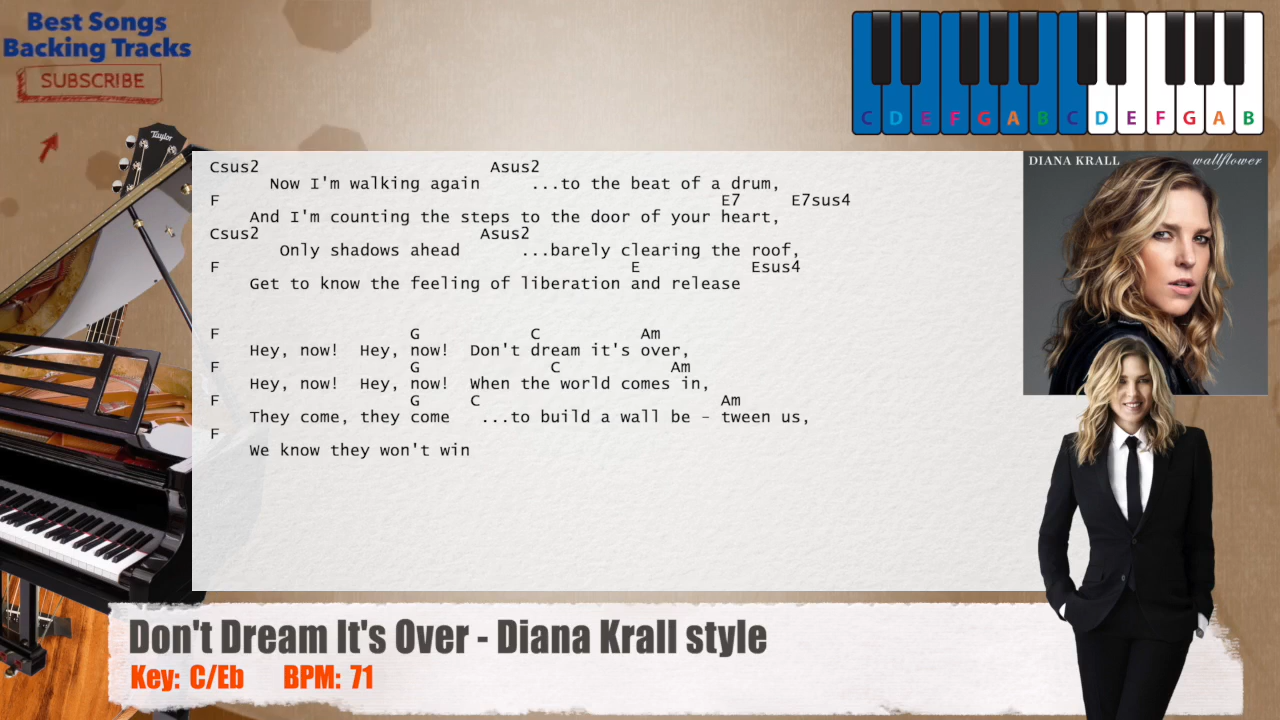 Best Songs
Backing Tracks
SUBSCRIBE
C D E F G A B C D E F G A B
Taylor
DIANA KRALL wallflower
Csus2 Asus2
Now I'm walking again ...to the beat of a drum,
F E7 E7sus4
And I'm counting the steps to the door of your heart,
Csus2 Asus2
Only shadows ahead ...barely clearing the roof,
F E Esus4
Get to know the feeling of liberation and release
F G C Am
Hey, now! Hey, now! Don't dream it's over,
F G C Am
Hey, now! Hey, now! When the world comes in,
F G C Am
They come, they come ...to build a wall be - tween us,
F
We know they won't win
Don't Dream It's Over - Diana Krall style
Key: C/Eb BPM: 71